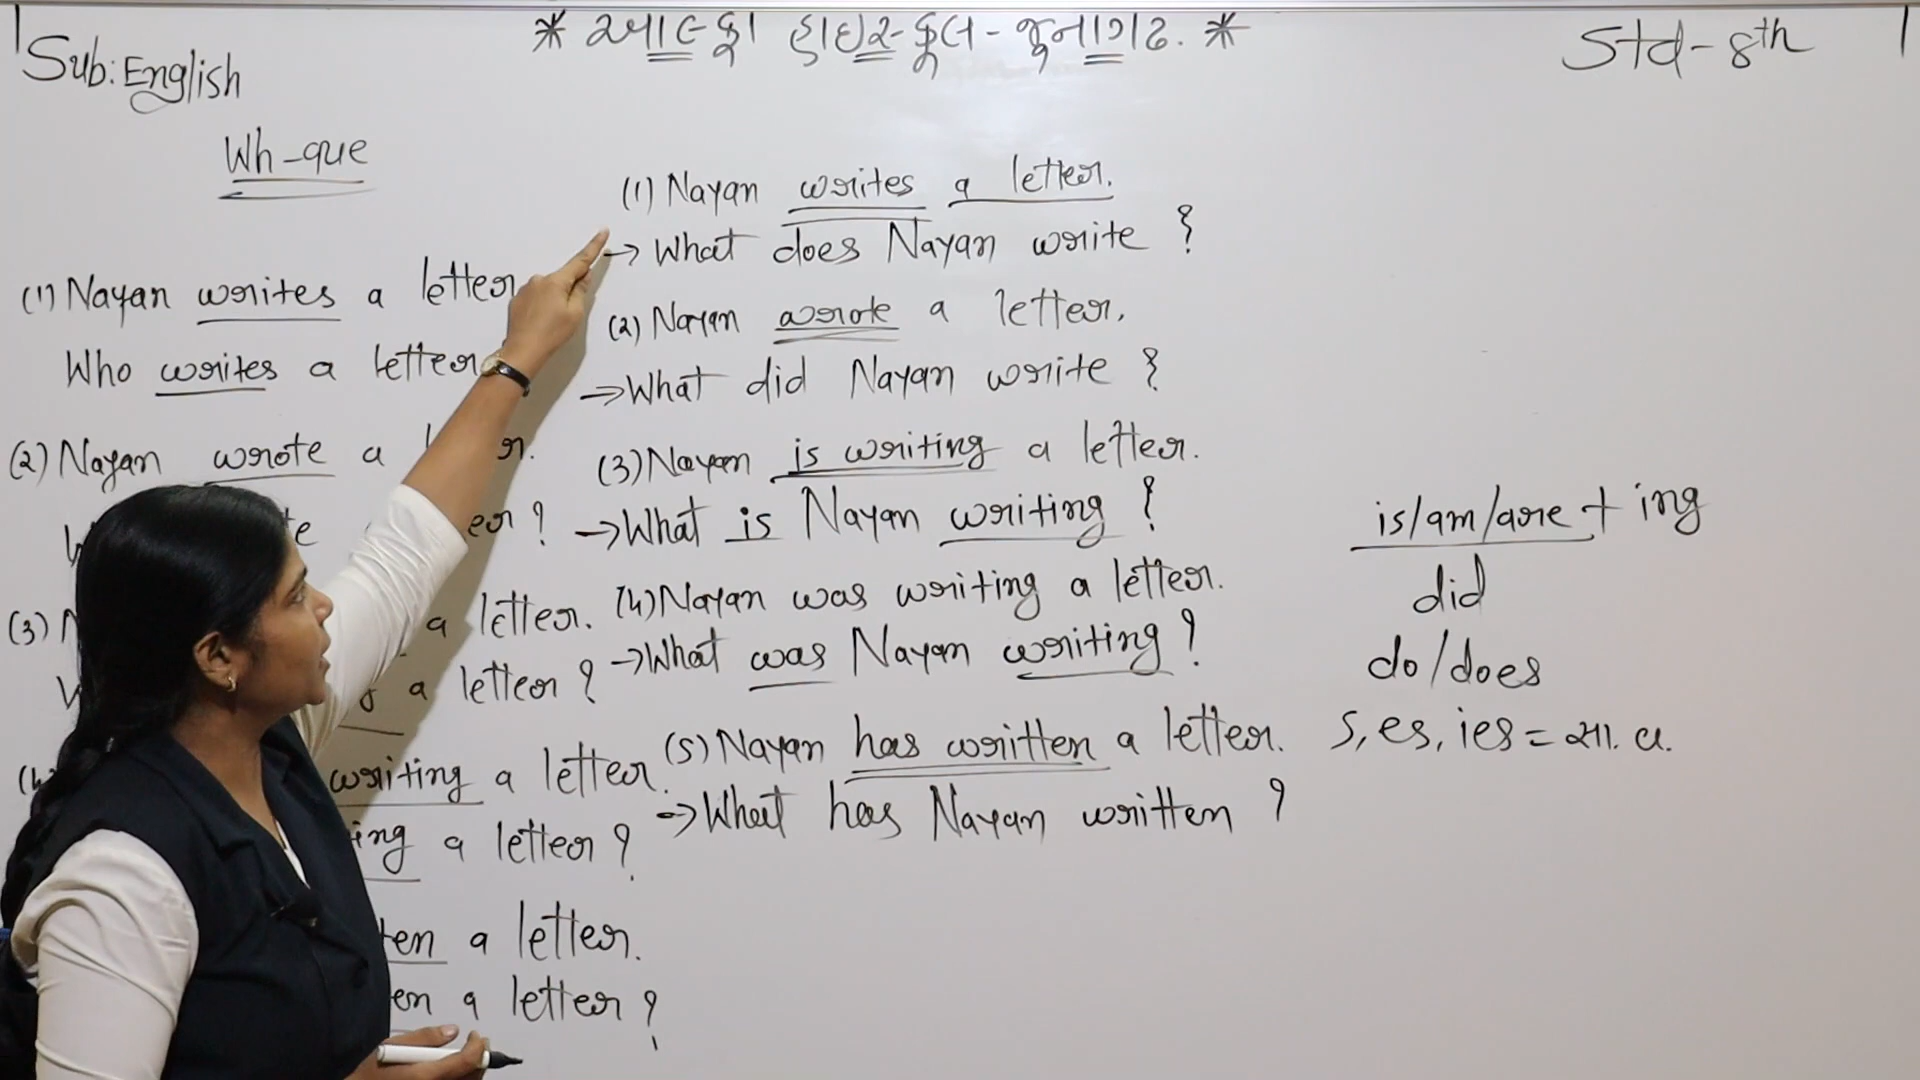 * આલ્ફા હાઇસ્કૂલ - જૂનાગઢ. *
Sub: English
Std - 8th
Wh-que
(1) Nayan writes a letter
Who writes a letter
(2) Nayan wrote a
?
(3) a letter.
a letter ?
writing a letter.
a letter ?
a letter.
a letter ?
(1) Nayan writes a letter.
→ What does Nayan write ?
(2) Nayan wrote a letter.
→ What did Nayan write ?
(3) Nayan is writing a letter.
→ What is Nayan writing ?
(4) Nayan was writing a letter.
→ What was Nayan writing ?
(5) Nayan has written a letter.
→ What has Nayan written ?
is/am/are + ing
did
do/does
s, es, ies = સા. વ.